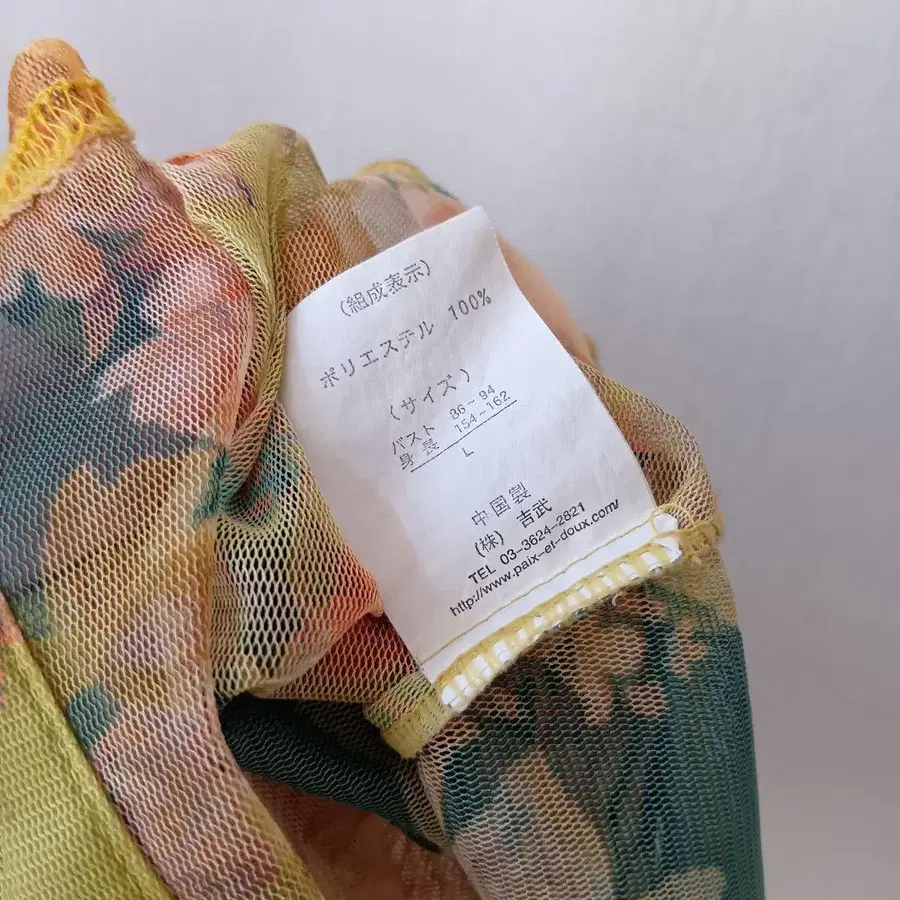 (組成表示)
ポリエステル 100%
(サイズ)
バスト 86~94
身長 154~162
L
中国製
(株) 吉武
TEL 03-3624-2821
http://www.paix-et-doux.com/